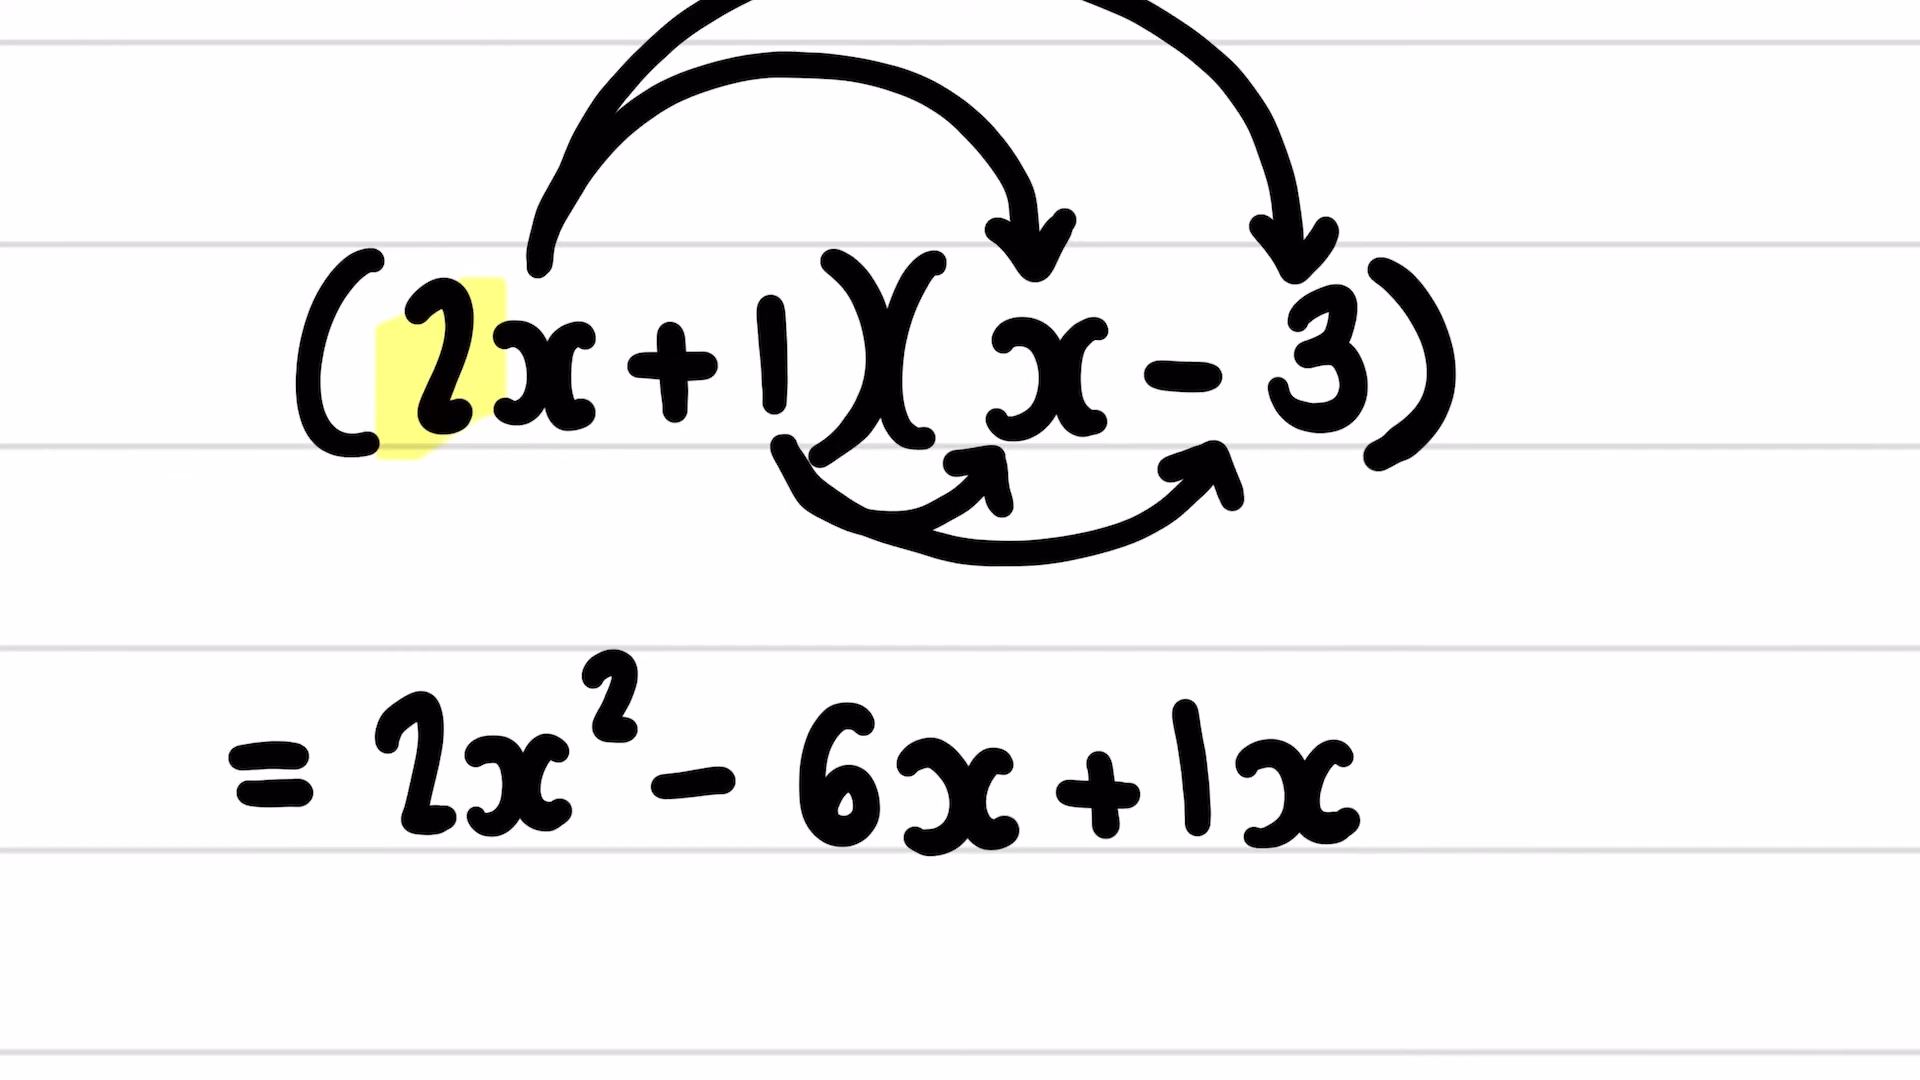 (2x+1)(x-3)
= 2x² - 6x + 1x